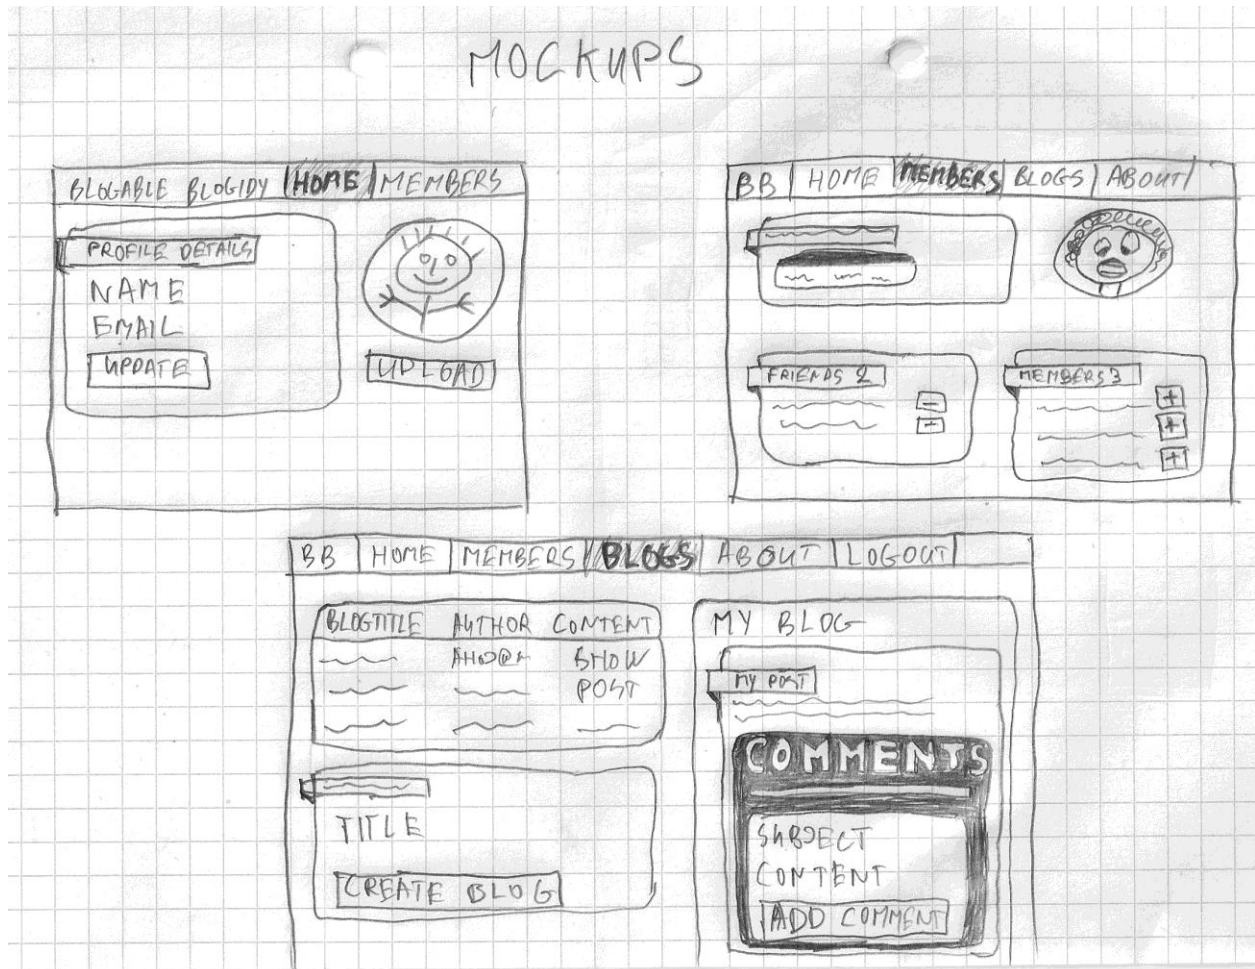 MOCKUPS
BLOGABLE BLOGIDY HOME MEMBERS
PROFILE DETAILS
NAME
EMAIL
UPDATE
UPLOAD
BB HOME MEMBERS BLOGS ABOUT
FRIENDS 2
- 
-
MEMBERS 3
+
+
+
BB HOME MEMBERS BLOGS ABOUT LOGOUT
BLOGTITLE AUTHOR CONTENT
SHOW
POST
TITLE
CREATE BLOG
MY BLOG
MY POST
COMMENTS
SUBJECT
CONTENT
ADD COMMENT